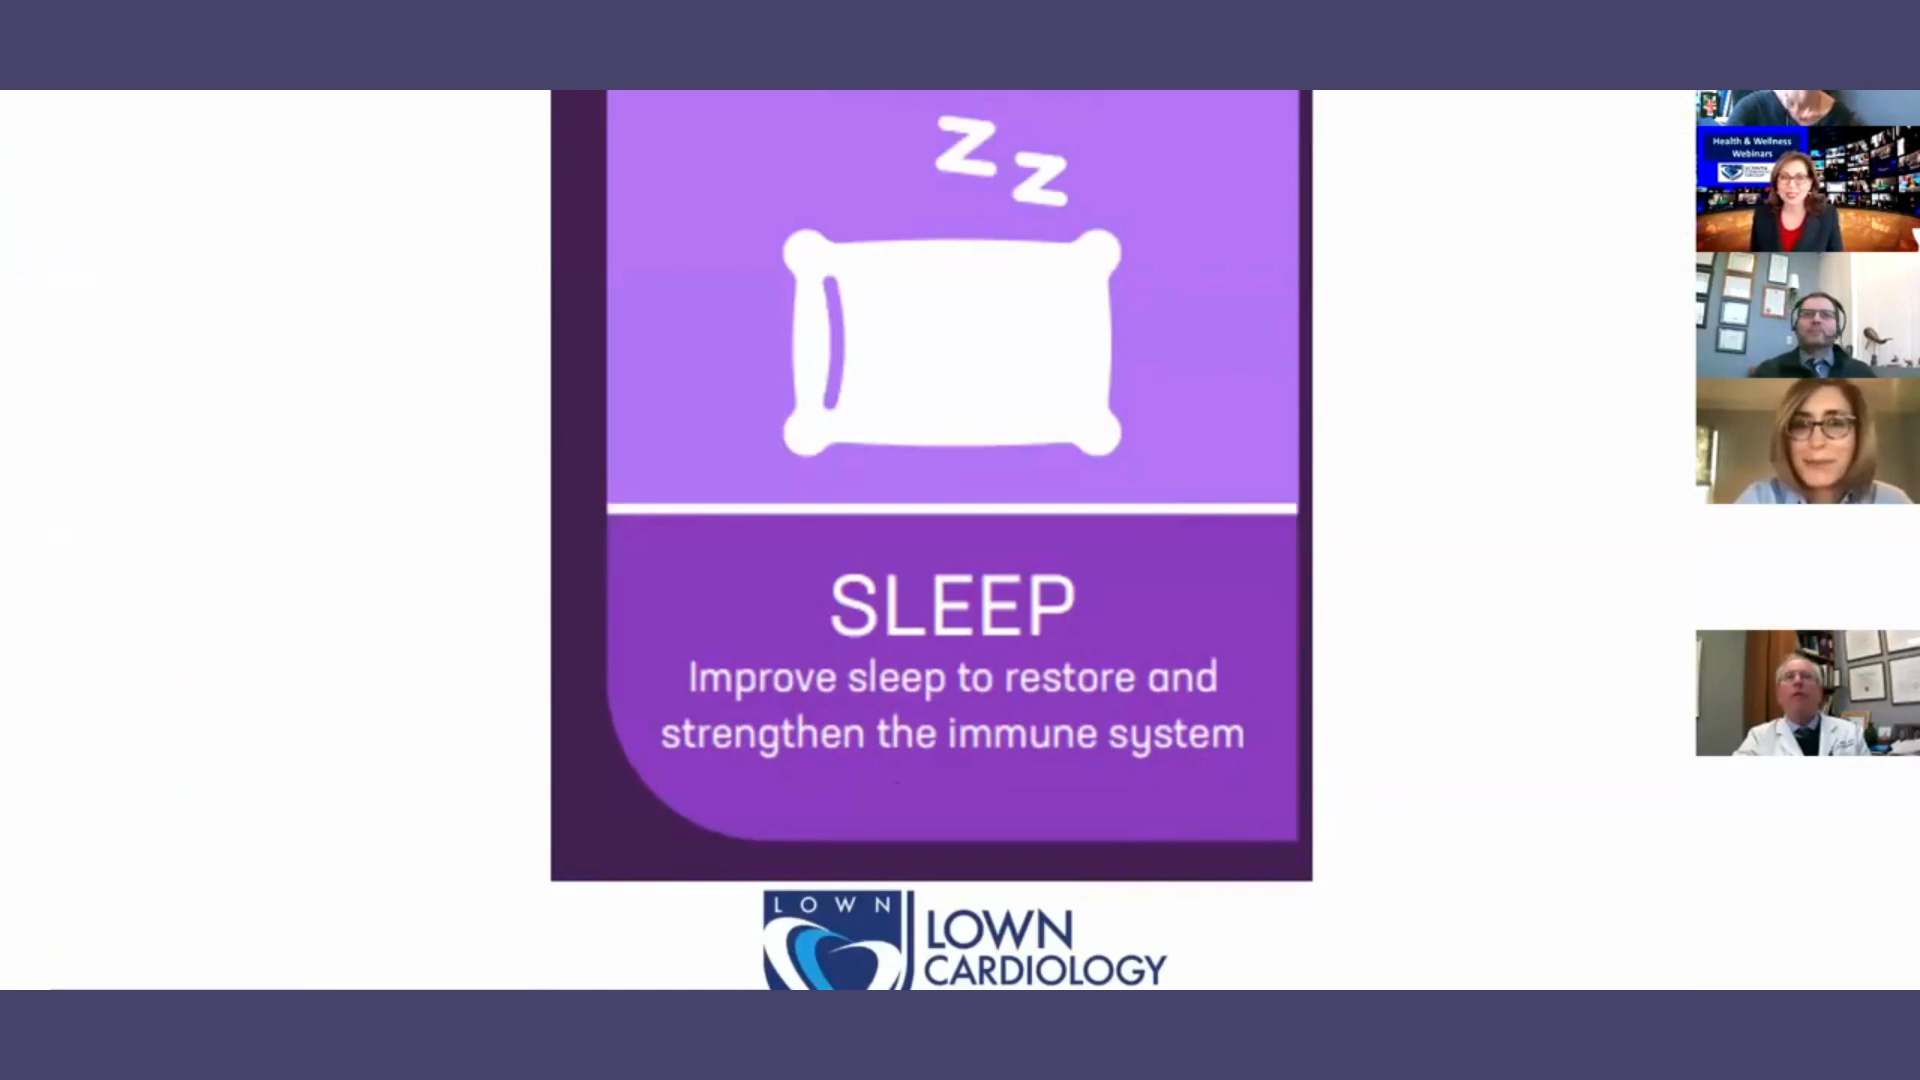 Health & Wellness
Webinars
z z
SLEEP
Improve sleep to restore and
strengthen the immune system
LOWN
LOWN
CARDIOLOGY